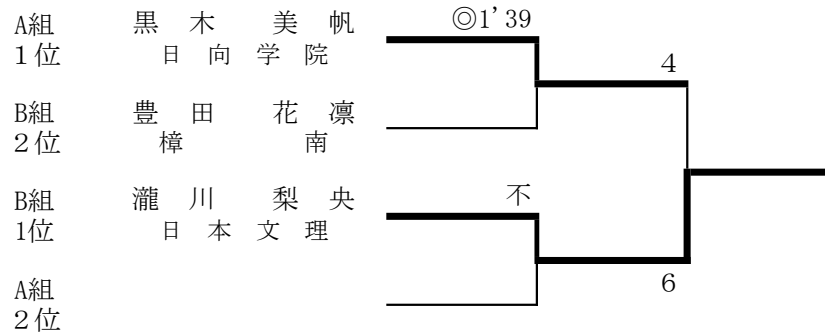 A組 黒木 美帆 ◎1'39
1位 日向学院
4
B組 豊田 花凛
2位 樟南
B組 瀧川 梨央 不
1位 日本文理
6
A組
2位